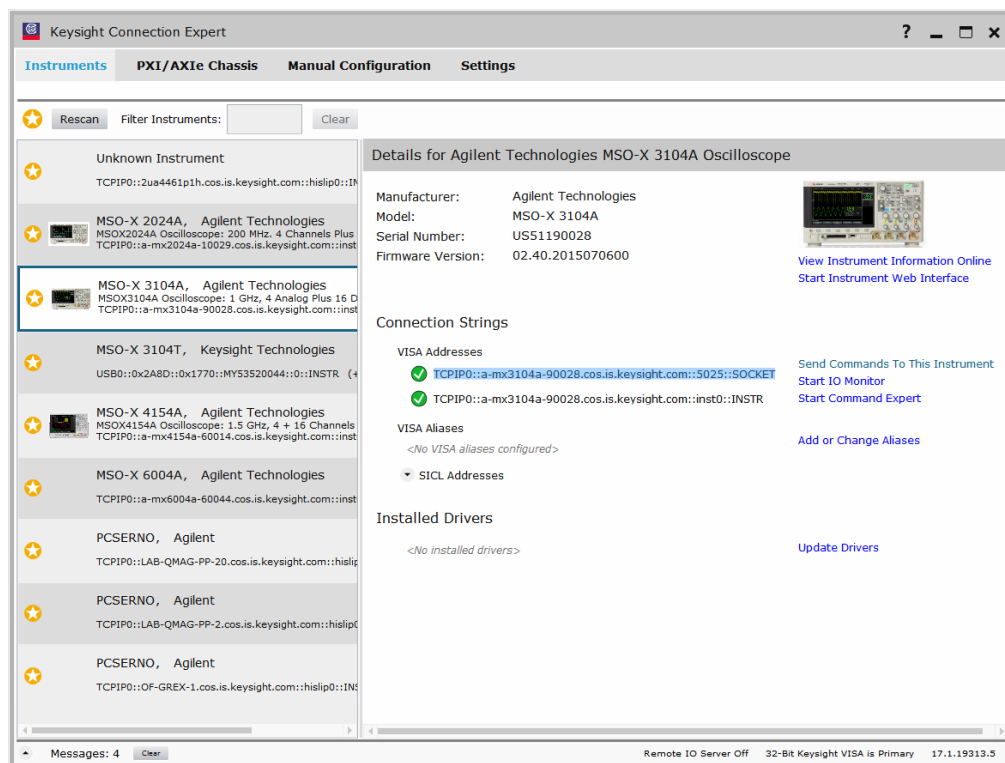 Keysight Connection Expert
?
Instruments PXI/AXIe Chassis Manual Configuration Settings
Rescan Filter Instruments: Clear
Unknown Instrument
TCPIP0::2ua4461p1h.cos.is.keysight.com::hislip0::IN
MSO-X 2024A, Agilent Technologies
MSOX2024A Oscilloscope: 200 MHz. 4 Channels Plus
TCPIP0::a-mx2024a-10029.cos.is.keysight.com::inst
MSO-X 3104A, Agilent Technologies
MSOX3104A Oscilloscope: 1 GHz, 4 Analog Plus 16 D
TCPIP0::a-mx3104a-90028.cos.is.keysight.com::inst
MSO-X 3104T, Keysight Technologies
USB0::0x2A8D::0x1770::MY53520044::0::INSTR (+
MSO-X 4154A, Agilent Technologies
MSOX4154A Oscilloscope: 1.5 GHz, 4 + 16 Channels
TCPIP0::a-mx4154a-60014.cos.is.keysight.com::inst
MSO-X 6004A, Agilent Technologies
TCPIP0::a-mx6004a-60044.cos.is.keysight.com::inst
PCSERNO, Agilent
TCPIP0::LAB-QMAG-PP-20.cos.is.keysight.com::hislip
PCSERNO, Agilent
TCPIP0::LAB-QMAG-PP-2.cos.is.keysight.com::hislip0
PCSERNO, Agilent
TCPIP0::OF-GREX-1.cos.is.keysight.com::hislip0::INS
Details for Agilent Technologies MSO-X 3104A Oscilloscope
Manufacturer: Agilent Technologies
Model: MSO-X 3104A
Serial Number: US51190028
Firmware Version: 02.40.2015070600
View Instrument Information Online
Start Instrument Web Interface
Connection Strings
VISA Addresses
TCPIP0::a-mx3104a-90028.cos.is.keysight.com::5025::SOCKET
TCPIP0::a-mx3104a-90028.cos.is.keysight.com::inst0::INSTR
Send Commands To This Instrument
Start IO Monitor
Start Command Expert
VISA Aliases
<No VISA aliases configured>
Add or Change Aliases
SICL Addresses
Installed Drivers
<No installed drivers>
Update Drivers
Messages: 4 Clear
Remote IO Server Off 32-Bit Keysight VISA is Primary 17.1.19313.5